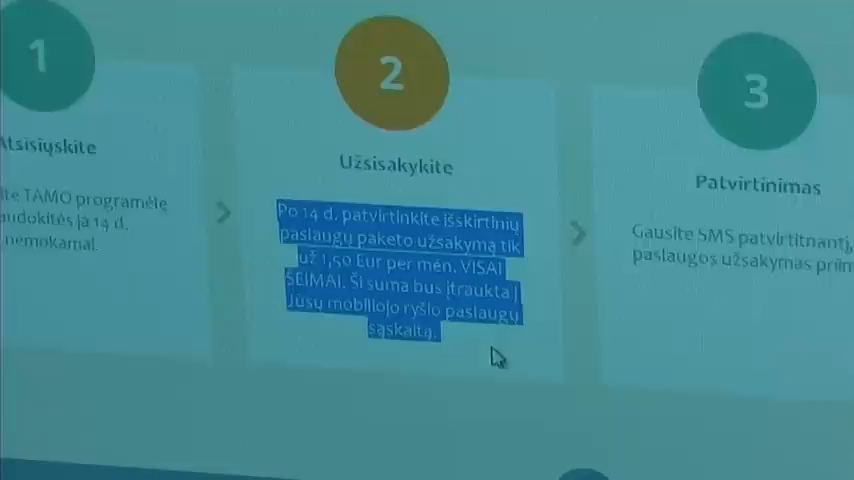 1
Atsisiųskite
ite TAMO programėlę
audokitės ja 14 d.
nemokamai.
2
Užsisakykite
Po 14 d. patvirtinkite išskirtinių
paslaugų paketo užsakymą tik
už 1,50 Eur per mėn. VISAI
ŠEIMAI. Ši suma bus įtraukta į
Jūsų mobiliojo ryšio paslaugų
sąskaitą.
3
Patvirtinimas
Gausite SMS patvirtitnantį,
paslaugos užsakymas priim